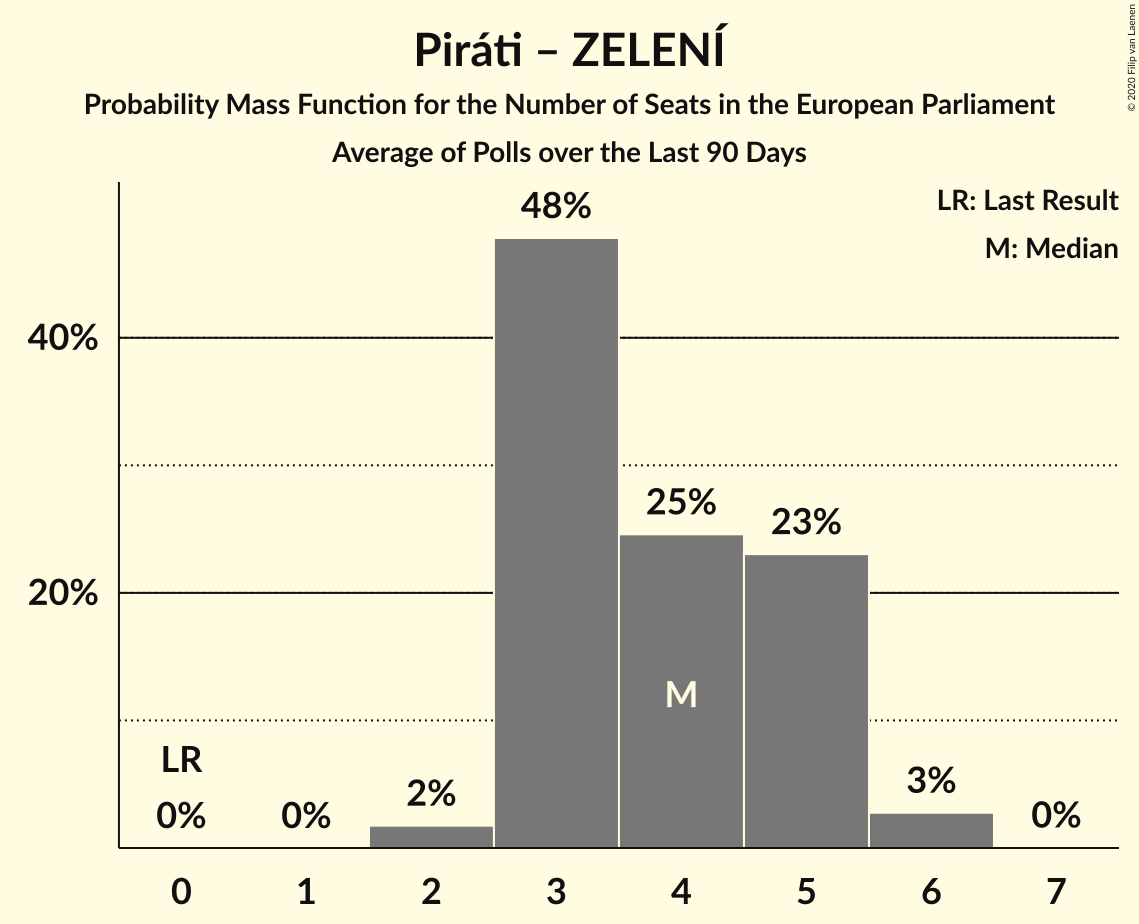 Piráti – ZELENÍ
Probability Mass Function for the Number of Seats in the European Parliament
Average of Polls over the Last 90 Days
© 2020 Filip van Laenen
LR: Last Result
M: Median
48%
40%
25%
23%
20%
M
LR
0%
0%
2%
3%
0%
0 1 2 3 4 5 6 7